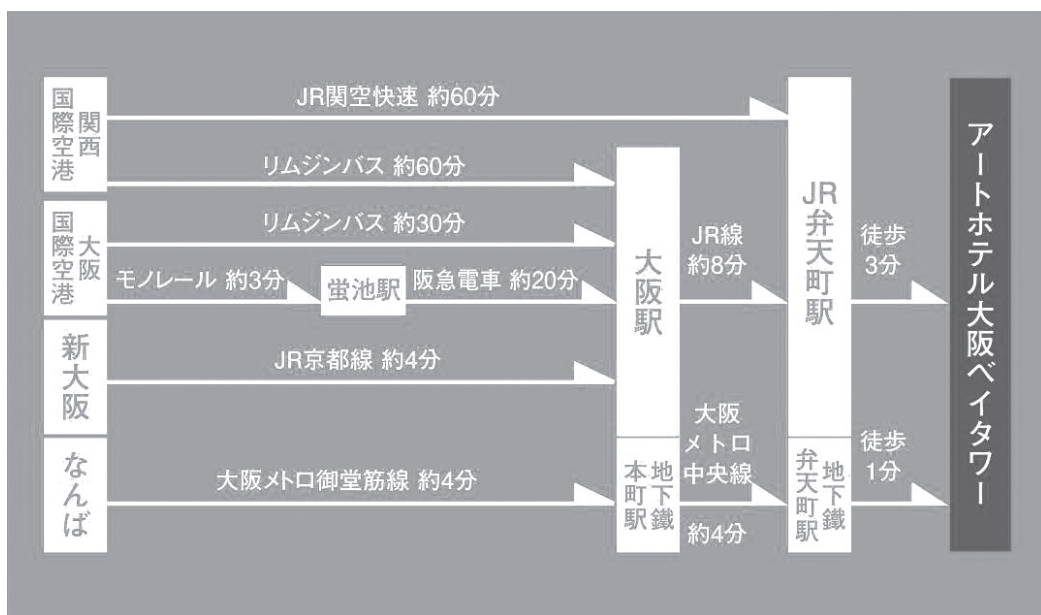 関西
国際空港
JR関空快速 約60分
リムジンバス 約60分
大阪
国際空港
リムジンバス 約30分
モノレール 約3分
蛍池駅
阪急電車 約20分
新大阪
JR京都線 約4分
なんば
大阪メトロ御堂筋線 約4分
大阪駅
地下鐵
本町駅
JR線
約8分
大阪
メトロ
中央線
約4分
JR弁天町駅
地下鐵
弁天町駅
徒歩
3分
徒歩
1分
アートホテル大阪ベイタワー